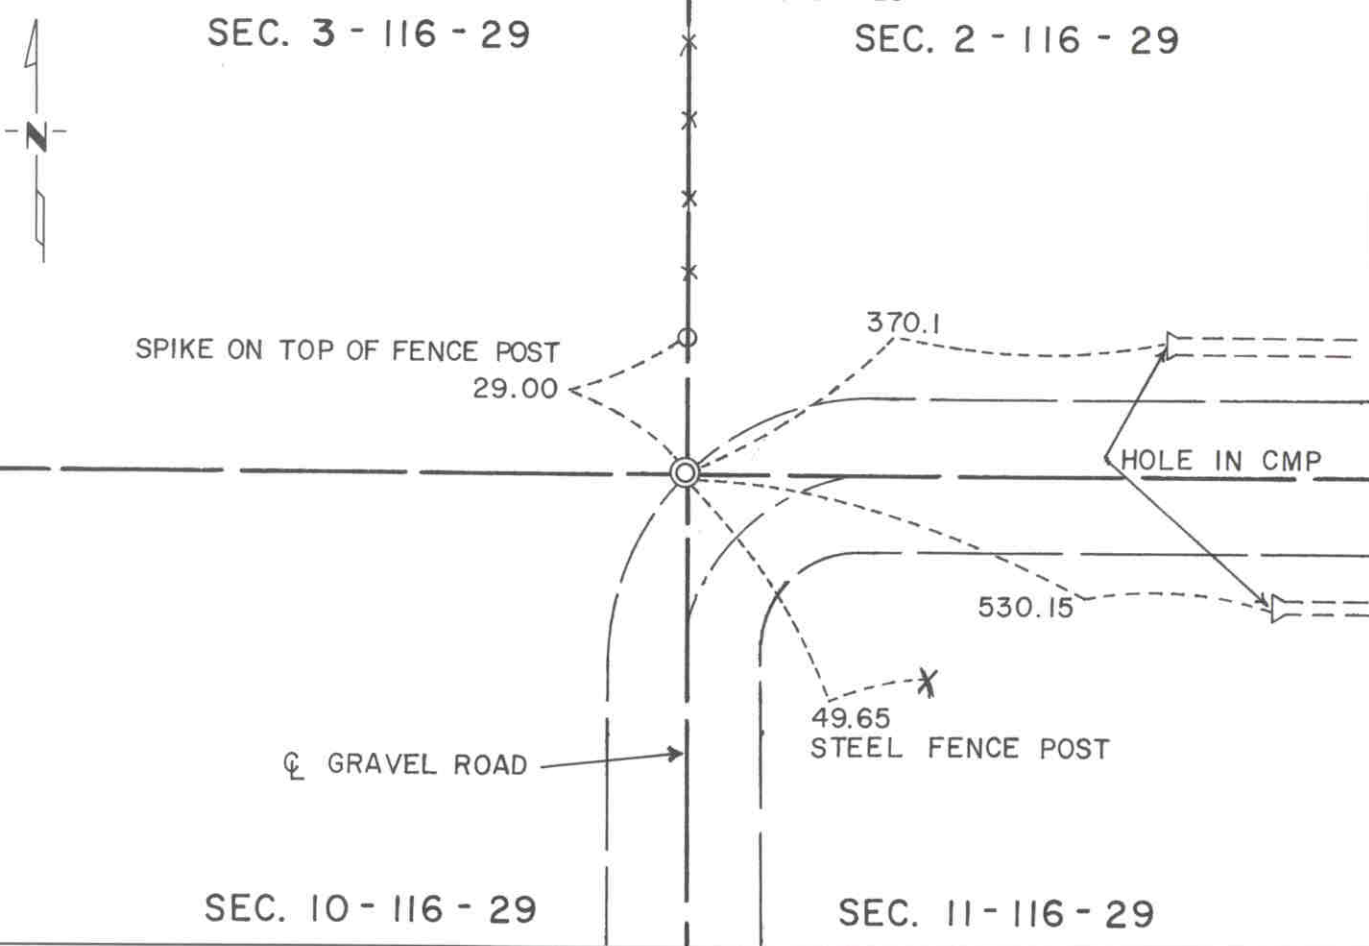 SEC. 3 - 116 - 29
SEC. 2 - 116 - 29
N
370.1
SPIKE ON TOP OF FENCE POST
29.00
HOLE IN CMP
530.15
49.65
STEEL FENCE POST
℄ GRAVEL ROAD
SEC. 10 - 116 - 29
SEC. 11 - 116 - 29